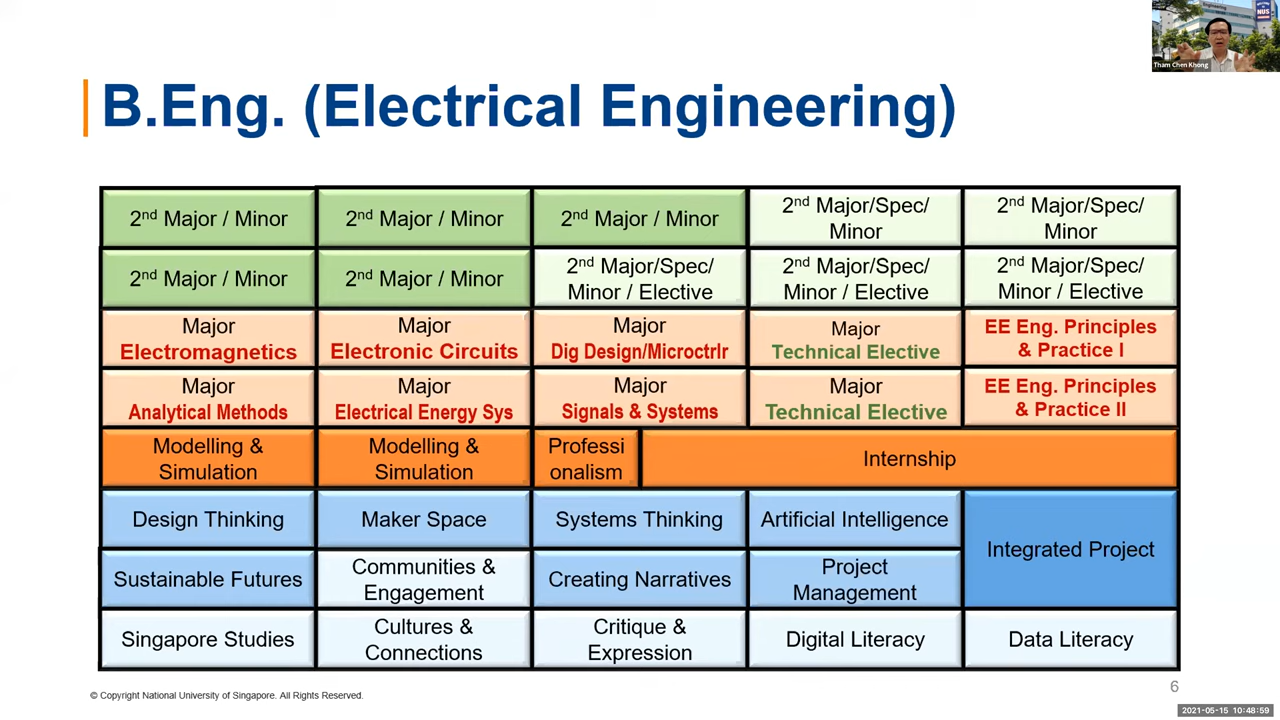 Engineering
NUS
Tham Chen Khong
B.Eng. (Electrical Engineering)
2nd Major / Minor
2nd Major / Minor
2nd Major / Minor
2nd Major/Spec/
Minor
2nd Major/Spec/
Minor
2nd Major / Minor
2nd Major / Minor
2nd Major/Spec/
Minor / Elective
2nd Major/Spec/
Minor / Elective
2nd Major/Spec/
Minor / Elective
Major
Electromagnetics
Major
Electronic Circuits
Major
Dig Design/Microctrlr
Major
Technical Elective
EE Eng. Principles
& Practice I
Major
Analytical Methods
Major
Electrical Energy Sys
Major
Signals & Systems
Major
Technical Elective
EE Eng. Principles
& Practice II
Modelling &
Simulation
Modelling &
Simulation
Professi
onalism
Internship
Design Thinking
Maker Space
Systems Thinking
Artificial Intelligence
Integrated Project
Sustainable Futures
Communities &
Engagement
Creating Narratives
Project
Management
Singapore Studies
Cultures &
Connections
Critique &
Expression
Digital Literacy
Data Literacy
© Copyright National University of Singapore. All Rights Reserved.
6
2021-05-15 10:48:59